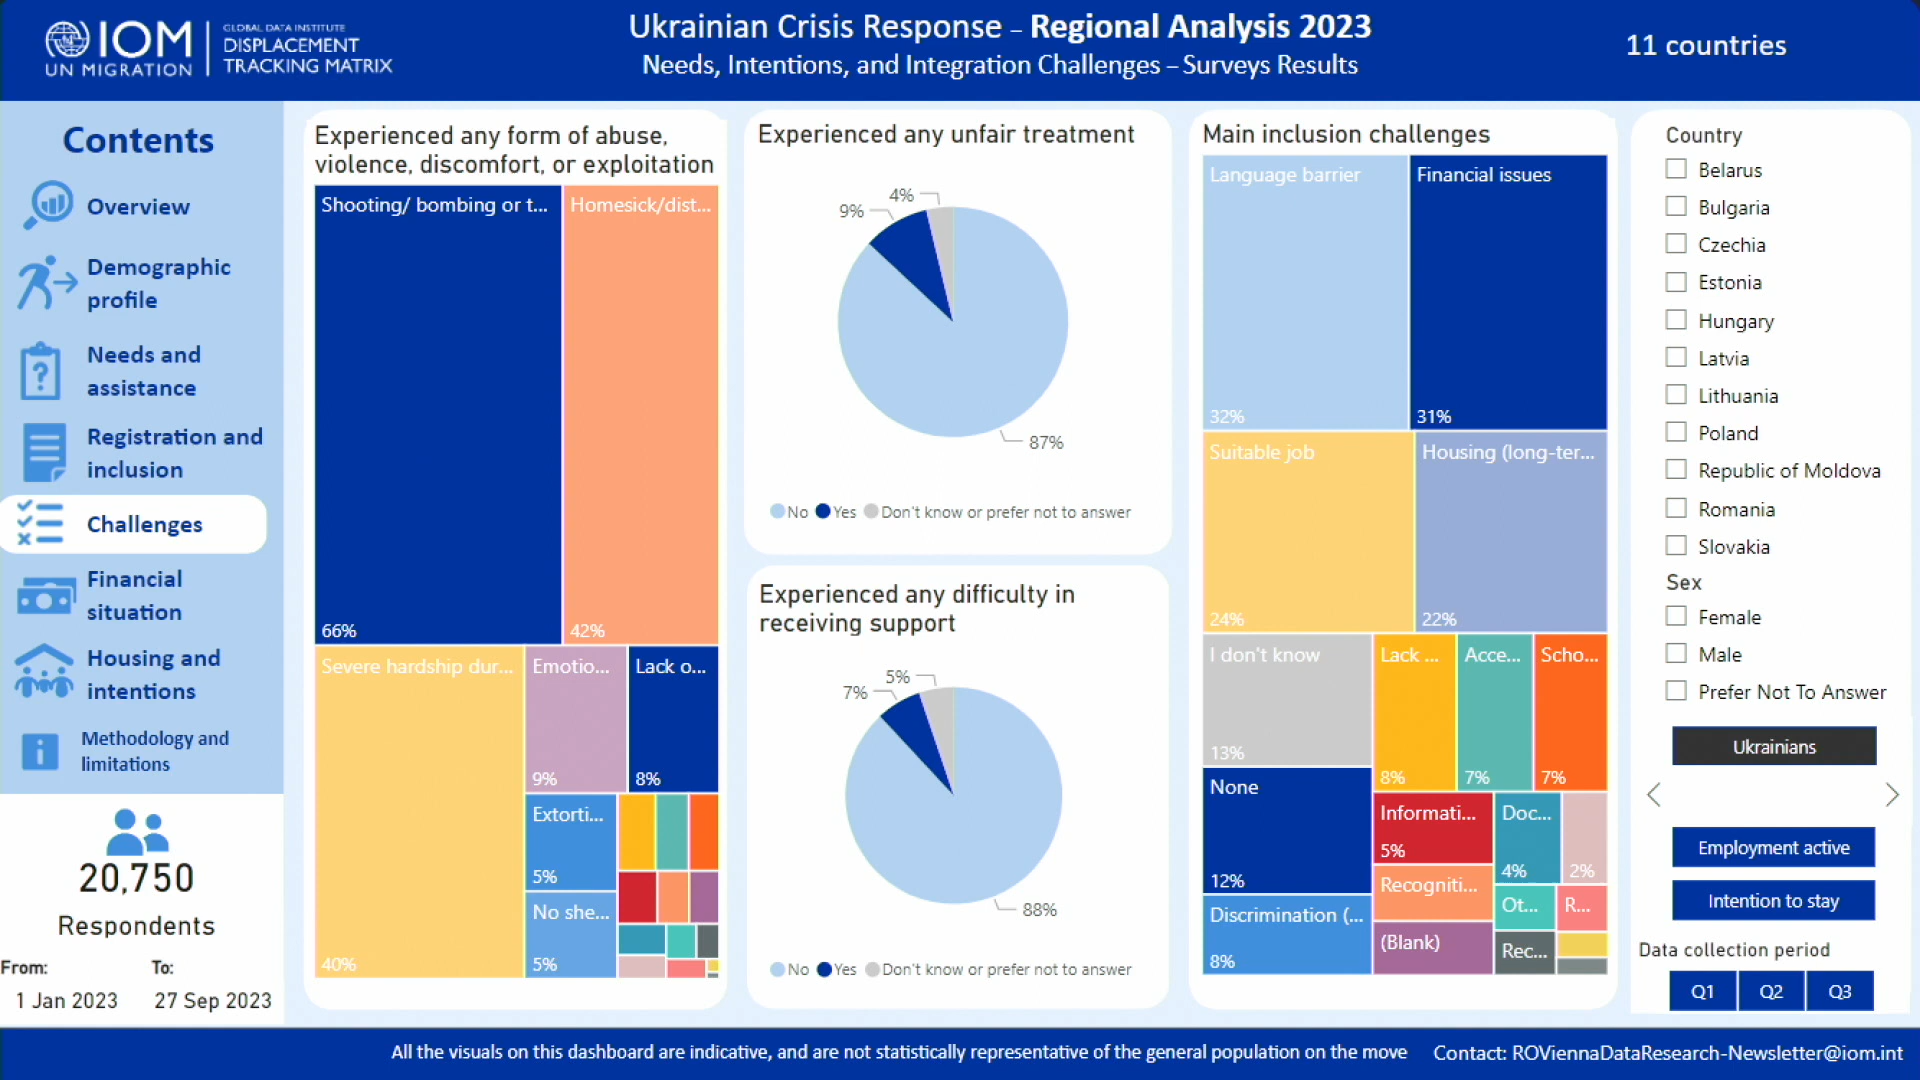 IOM
UN MIGRATION
GLOBAL DATA INSTITUTE
DISPLACEMENT
TRACKING MATRIX
Ukrainian Crisis Response – Regional Analysis 2023
Needs, Intentions, and Integration Challenges – Surveys Results
11 countries
Contents
Overview
Demographic
profile
Needs and
assistance
Registration and
inclusion
Challenges
Financial
situation
Housing and
intentions
Methodology and
limitations
20,750
Respondents
From:
To:
1 Jan 2023
27 Sep 2023
Experienced any form of abuse,
violence, discomfort, or exploitation
Shooting/ bombing or t...
66%
Homesick/dist...
42%
Severe hardship dur...
40%
Emotio...
9%
Lack o...
8%
Extorti...
5%
No she...
5%
Experienced any unfair treatment
4%
9%
87%
No Yes Don't know or prefer not to answer
Experienced any difficulty in
receiving support
5%
7%
88%
No Yes Don't know or prefer not to answer
Main inclusion challenges
Language barrier
32%
Financial issues
31%
Suitable job
24%
Housing (long-ter...
22%
I don't know
13%
Lack ...
8%
Acce...
7%
Scho...
7%
None
12%
Informati...
5%
Doc...
4%
2%
Discrimination (...
8%
Recogniti...
(Blank)
Ot...
R...
Rec...
Country
Belarus
Bulgaria
Czechia
Estonia
Hungary
Latvia
Lithuania
Poland
Republic of Moldova
Romania
Slovakia
Sex
Female
Male
Prefer Not To Answer
Ukrainians
Employment active
Intention to stay
Data collection period
Q1 Q2 Q3
All the visuals on this dashboard are indicative, and are not statistically representative of the general population on the move
Contact: ROViennaDataResearch-Newsletter@iom.int